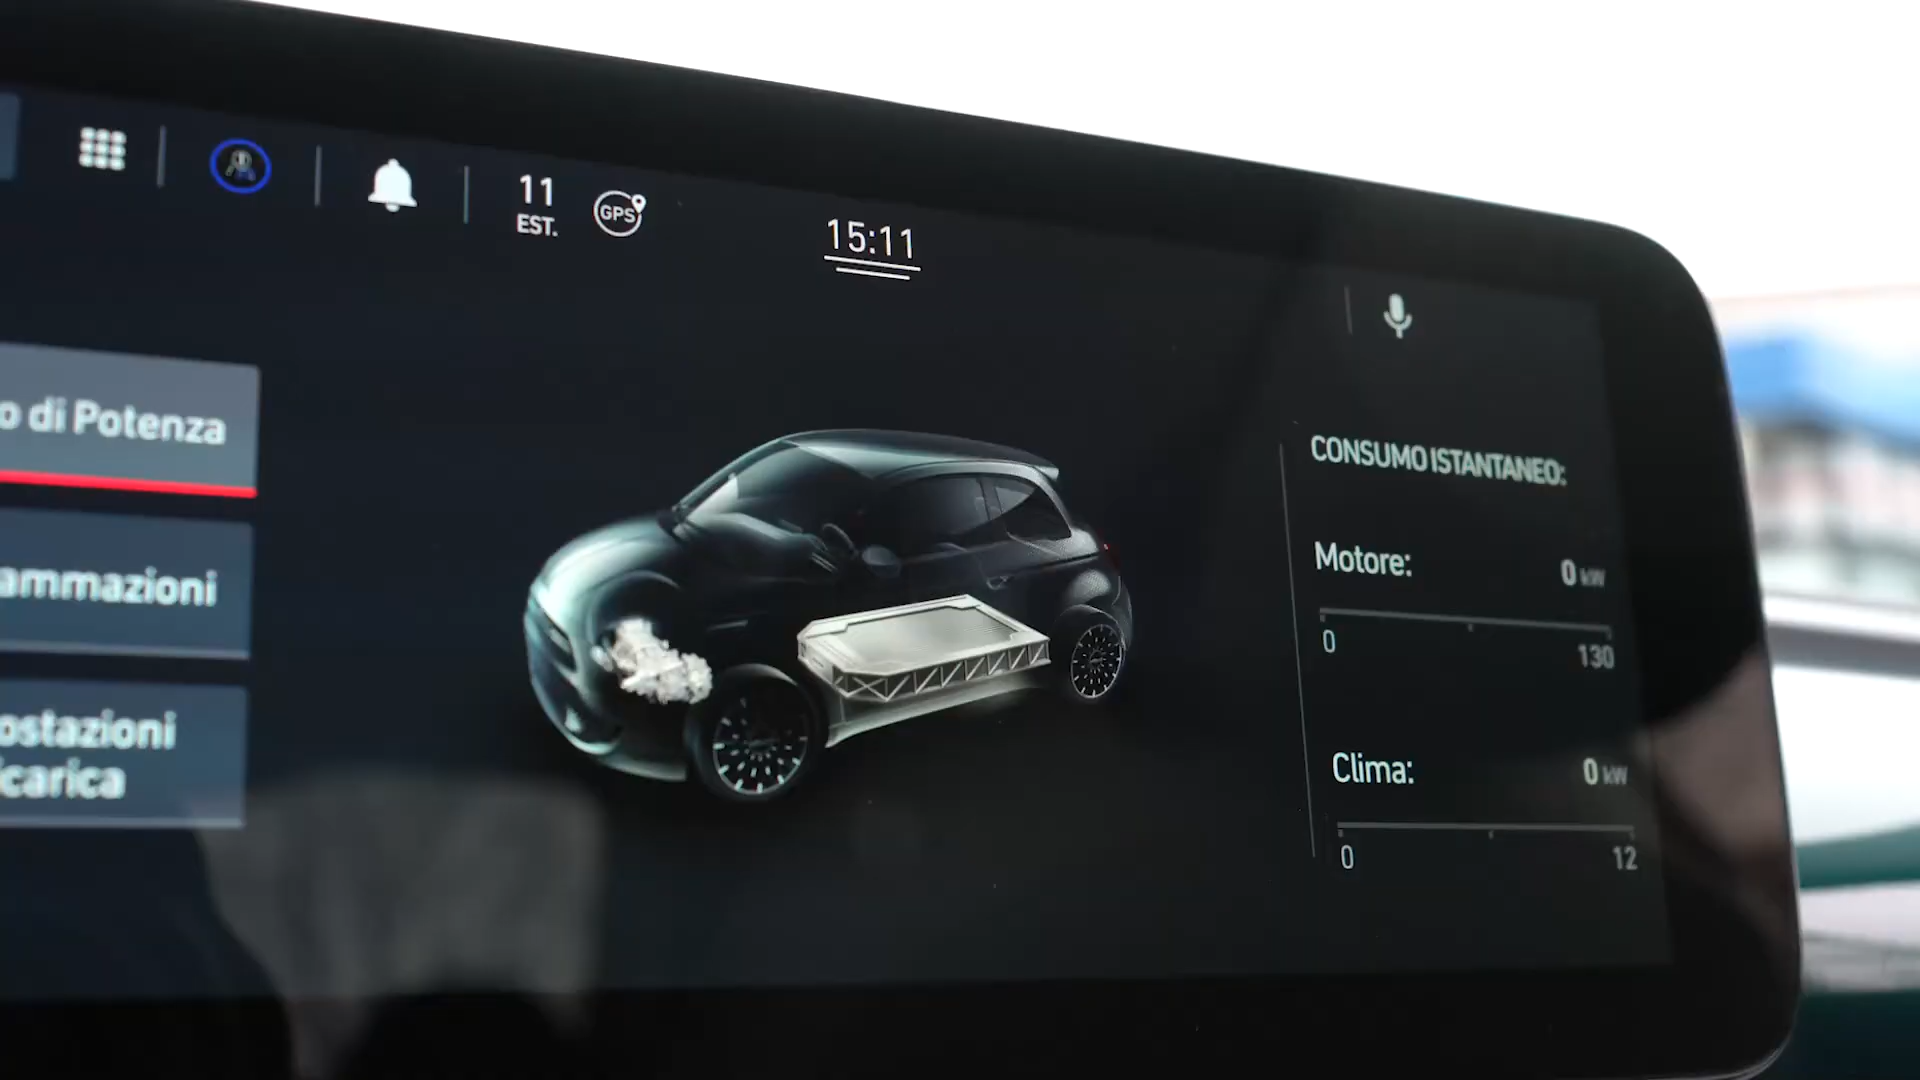 11
EST.
GPS
15:11
o di Potenza
ammazioni
ostazioni
icarica
CONSUMO ISTANTANEO:
Motore: 0 kW
0 130
Clima: 0 kW
0 12